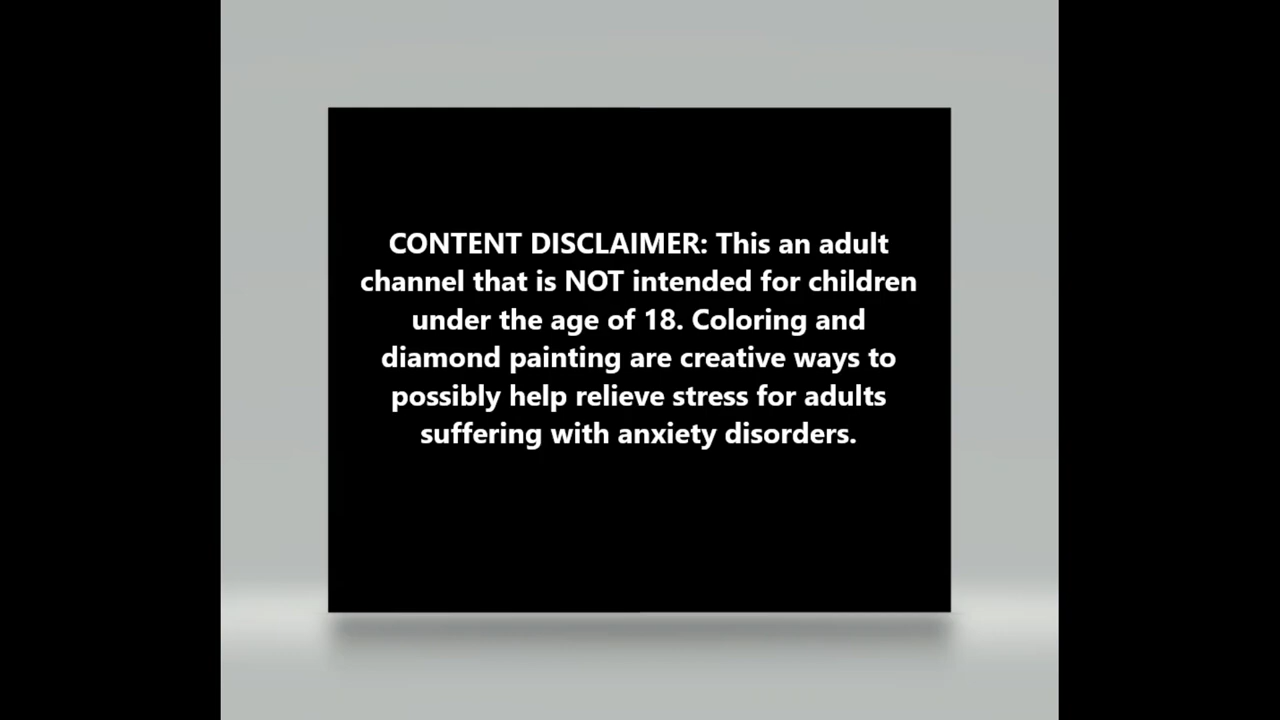 CONTENT DISCLAIMER: This an adult
channel that is NOT intended for children
under the age of 18. Coloring and
diamond painting are creative ways to
possibly help relieve stress for adults
suffering with anxiety disorders.